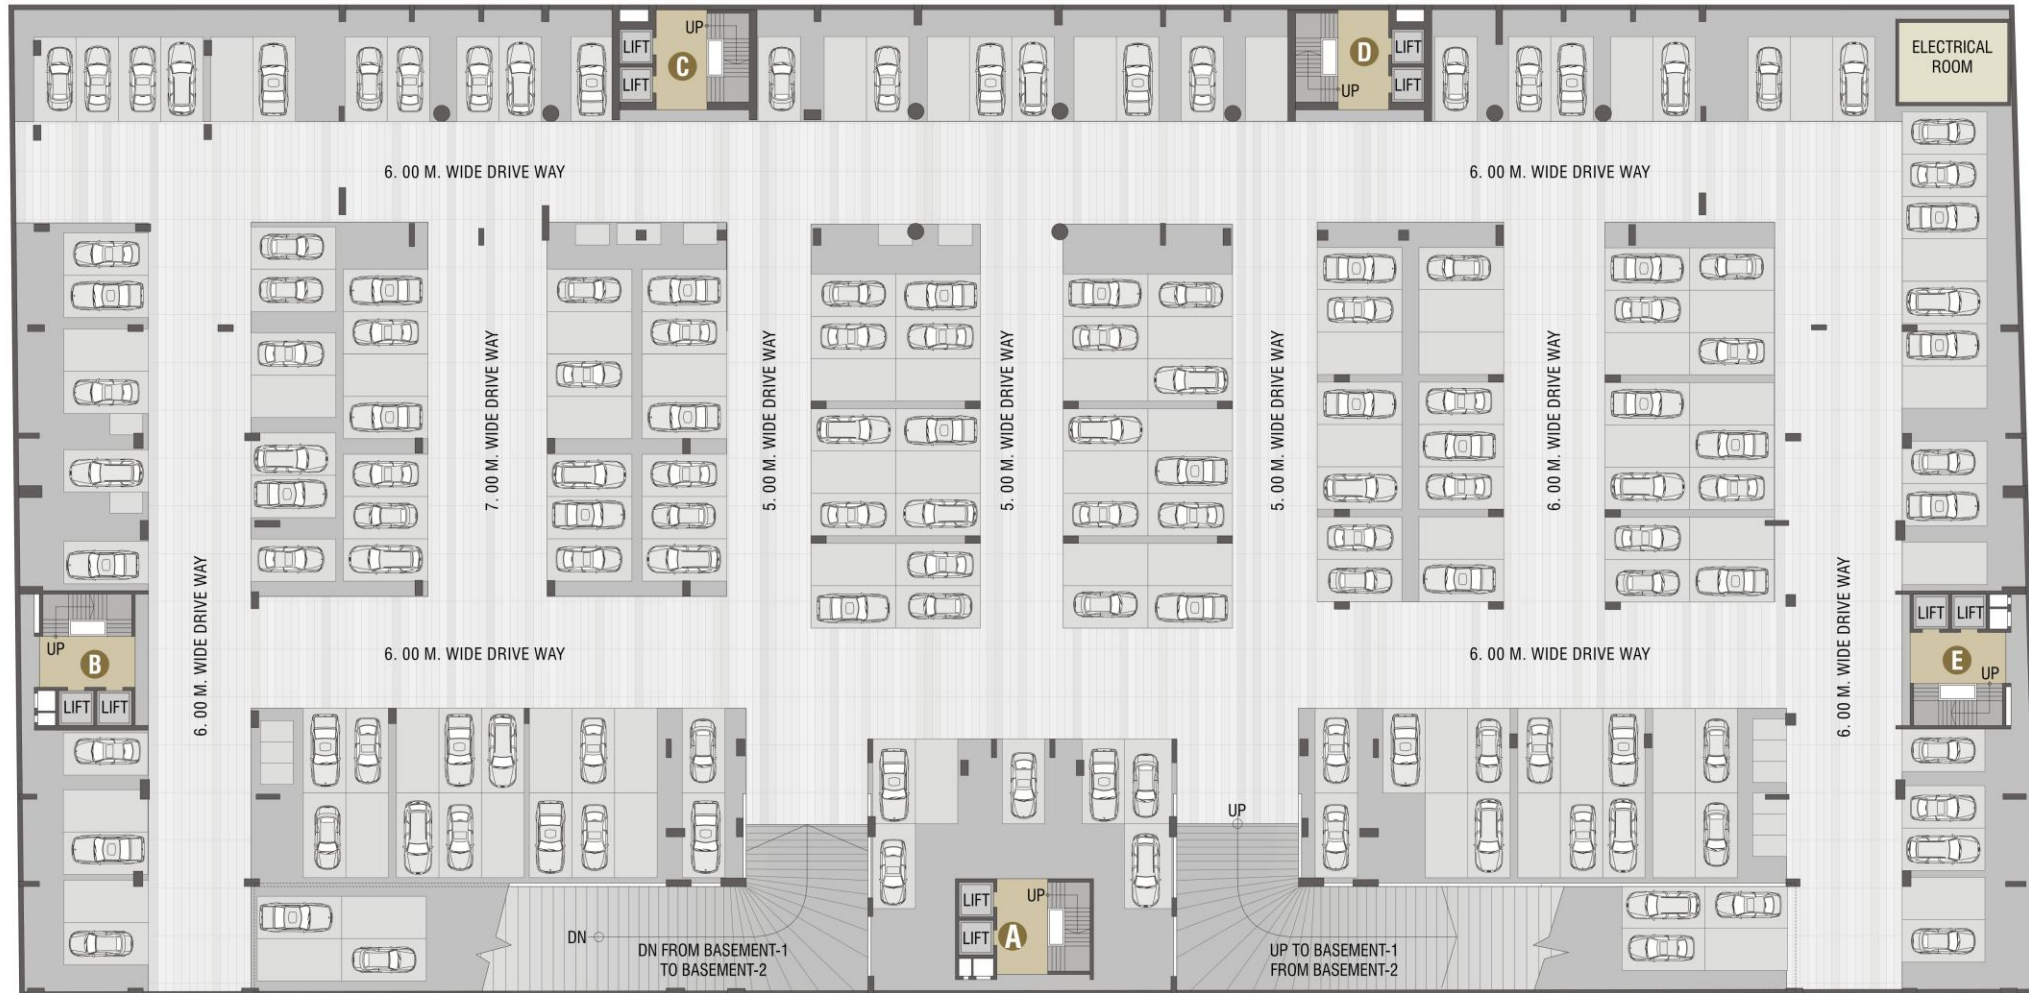 UP
LIFT
C
LIFT
D
LIFT
UP
LIFT
ELECTRICAL
ROOM
6. 00 M. WIDE DRIVE WAY
6. 00 M. WIDE DRIVE WAY
7. 00 M. WIDE DRIVE WAY
5. 00 M. WIDE DRIVE WAY
5. 00 M. WIDE DRIVE WAY
5. 00 M. WIDE DRIVE WAY
6. 00 M. WIDE DRIVE WAY
6. 00 M. WIDE DRIVE WAY
6. 00 M. WIDE DRIVE WAY
UP
B
LIFT LIFT
6. 00 M. WIDE DRIVE WAY
6. 00 M. WIDE DRIVE WAY
LIFT LIFT
E
UP
UP
LIFT
UP
LIFT
A
DN
DN FROM BASEMENT-1
TO BASEMENT-2
UP TO BASEMENT-1
FROM BASEMENT-2